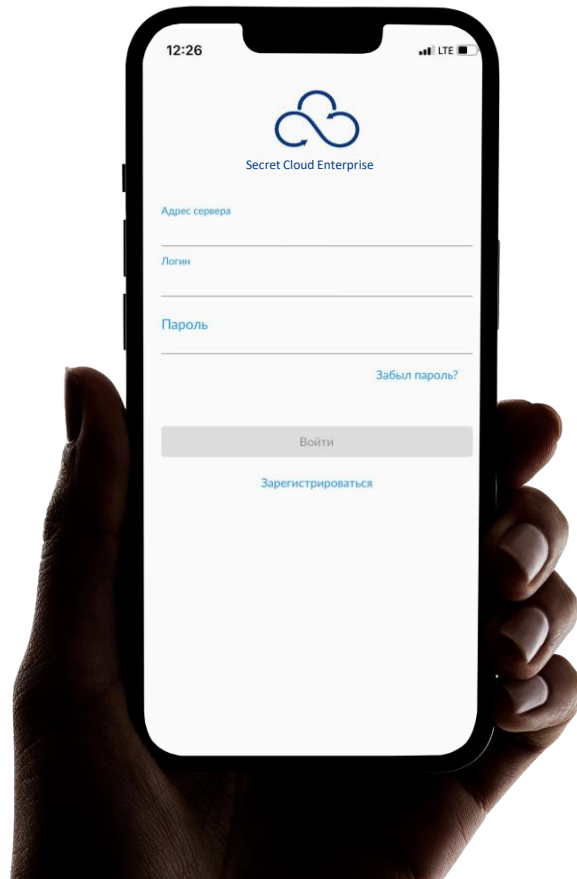 12:26 LTE
Secret Cloud Enterprise
Адрес сервера
Логин
Пароль
Забыл пароль?
Войти
Зарегистрироваться